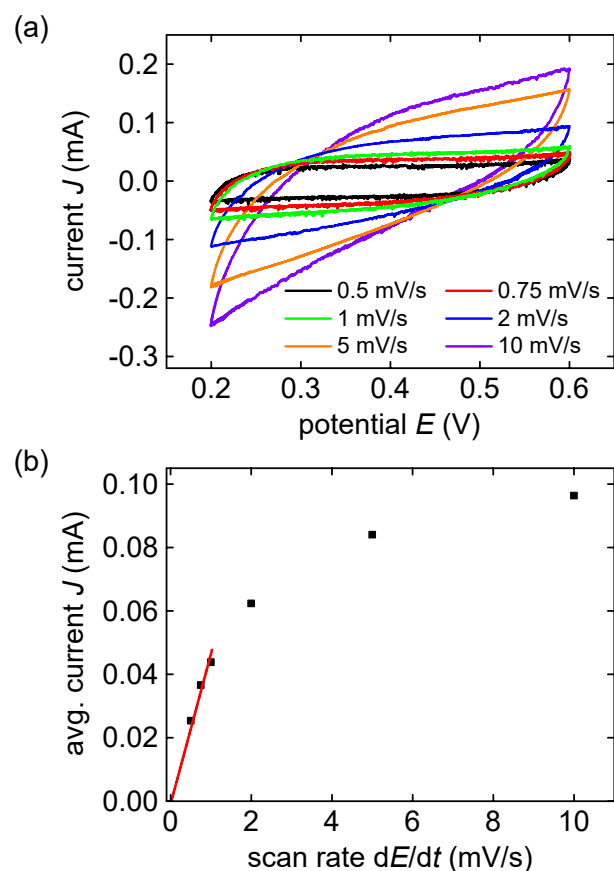 (a)
0.2
0.1
0.0
-0.1
-0.2
-0.3
current J (mA)
0.5 mV/s 0.75 mV/s
1 mV/s 2 mV/s
5 mV/s 10 mV/s
0.2 0.3 0.4 0.5 0.6
potential E (V)
(b)
0.10
0.08
0.06
0.04
0.02
0.00
avg. current J (mA)
0 2 4 6 8 10
scan rate dE/dt (mV/s)